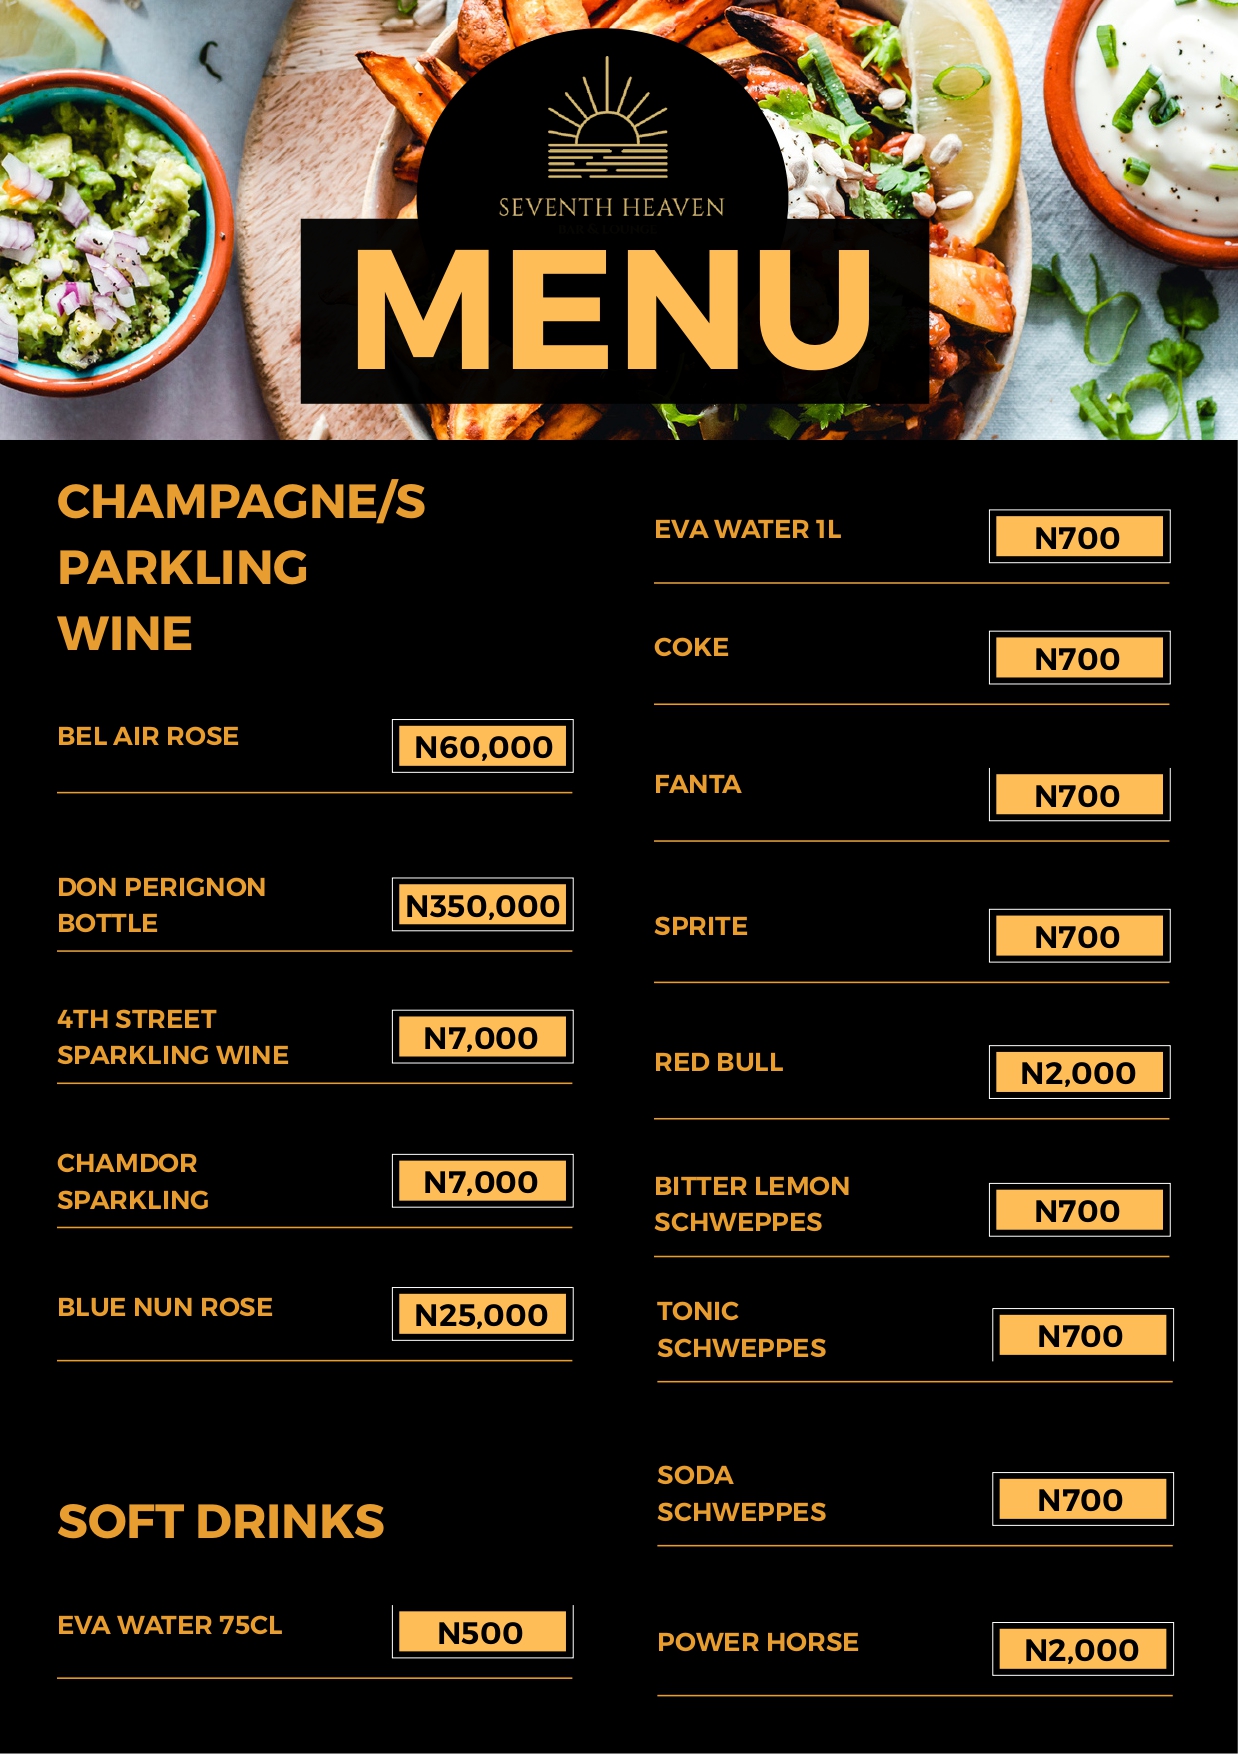 SEVENTH HEAVEN
BAR & LOUNGE
MENU
CHAMPAGNE/S
PARKLING
WINE
BEL AIR ROSE
N60,000
DON PERIGNON
BOTTLE
N350,000
4TH STREET
SPARKLING WINE
N7,000
CHAMDOR
SPARKLING
N7,000
BLUE NUN ROSE
N25,000
SOFT DRINKS
EVA WATER 75CL
N500
EVA WATER 1L
N700
COKE
N700
FANTA
N700
SPRITE
N700
RED BULL
N2,000
BITTER LEMON
SCHWEPPES
N700
TONIC
SCHWEPPES
N700
SODA
SCHWEPPES
N700
POWER HORSE
N2,000